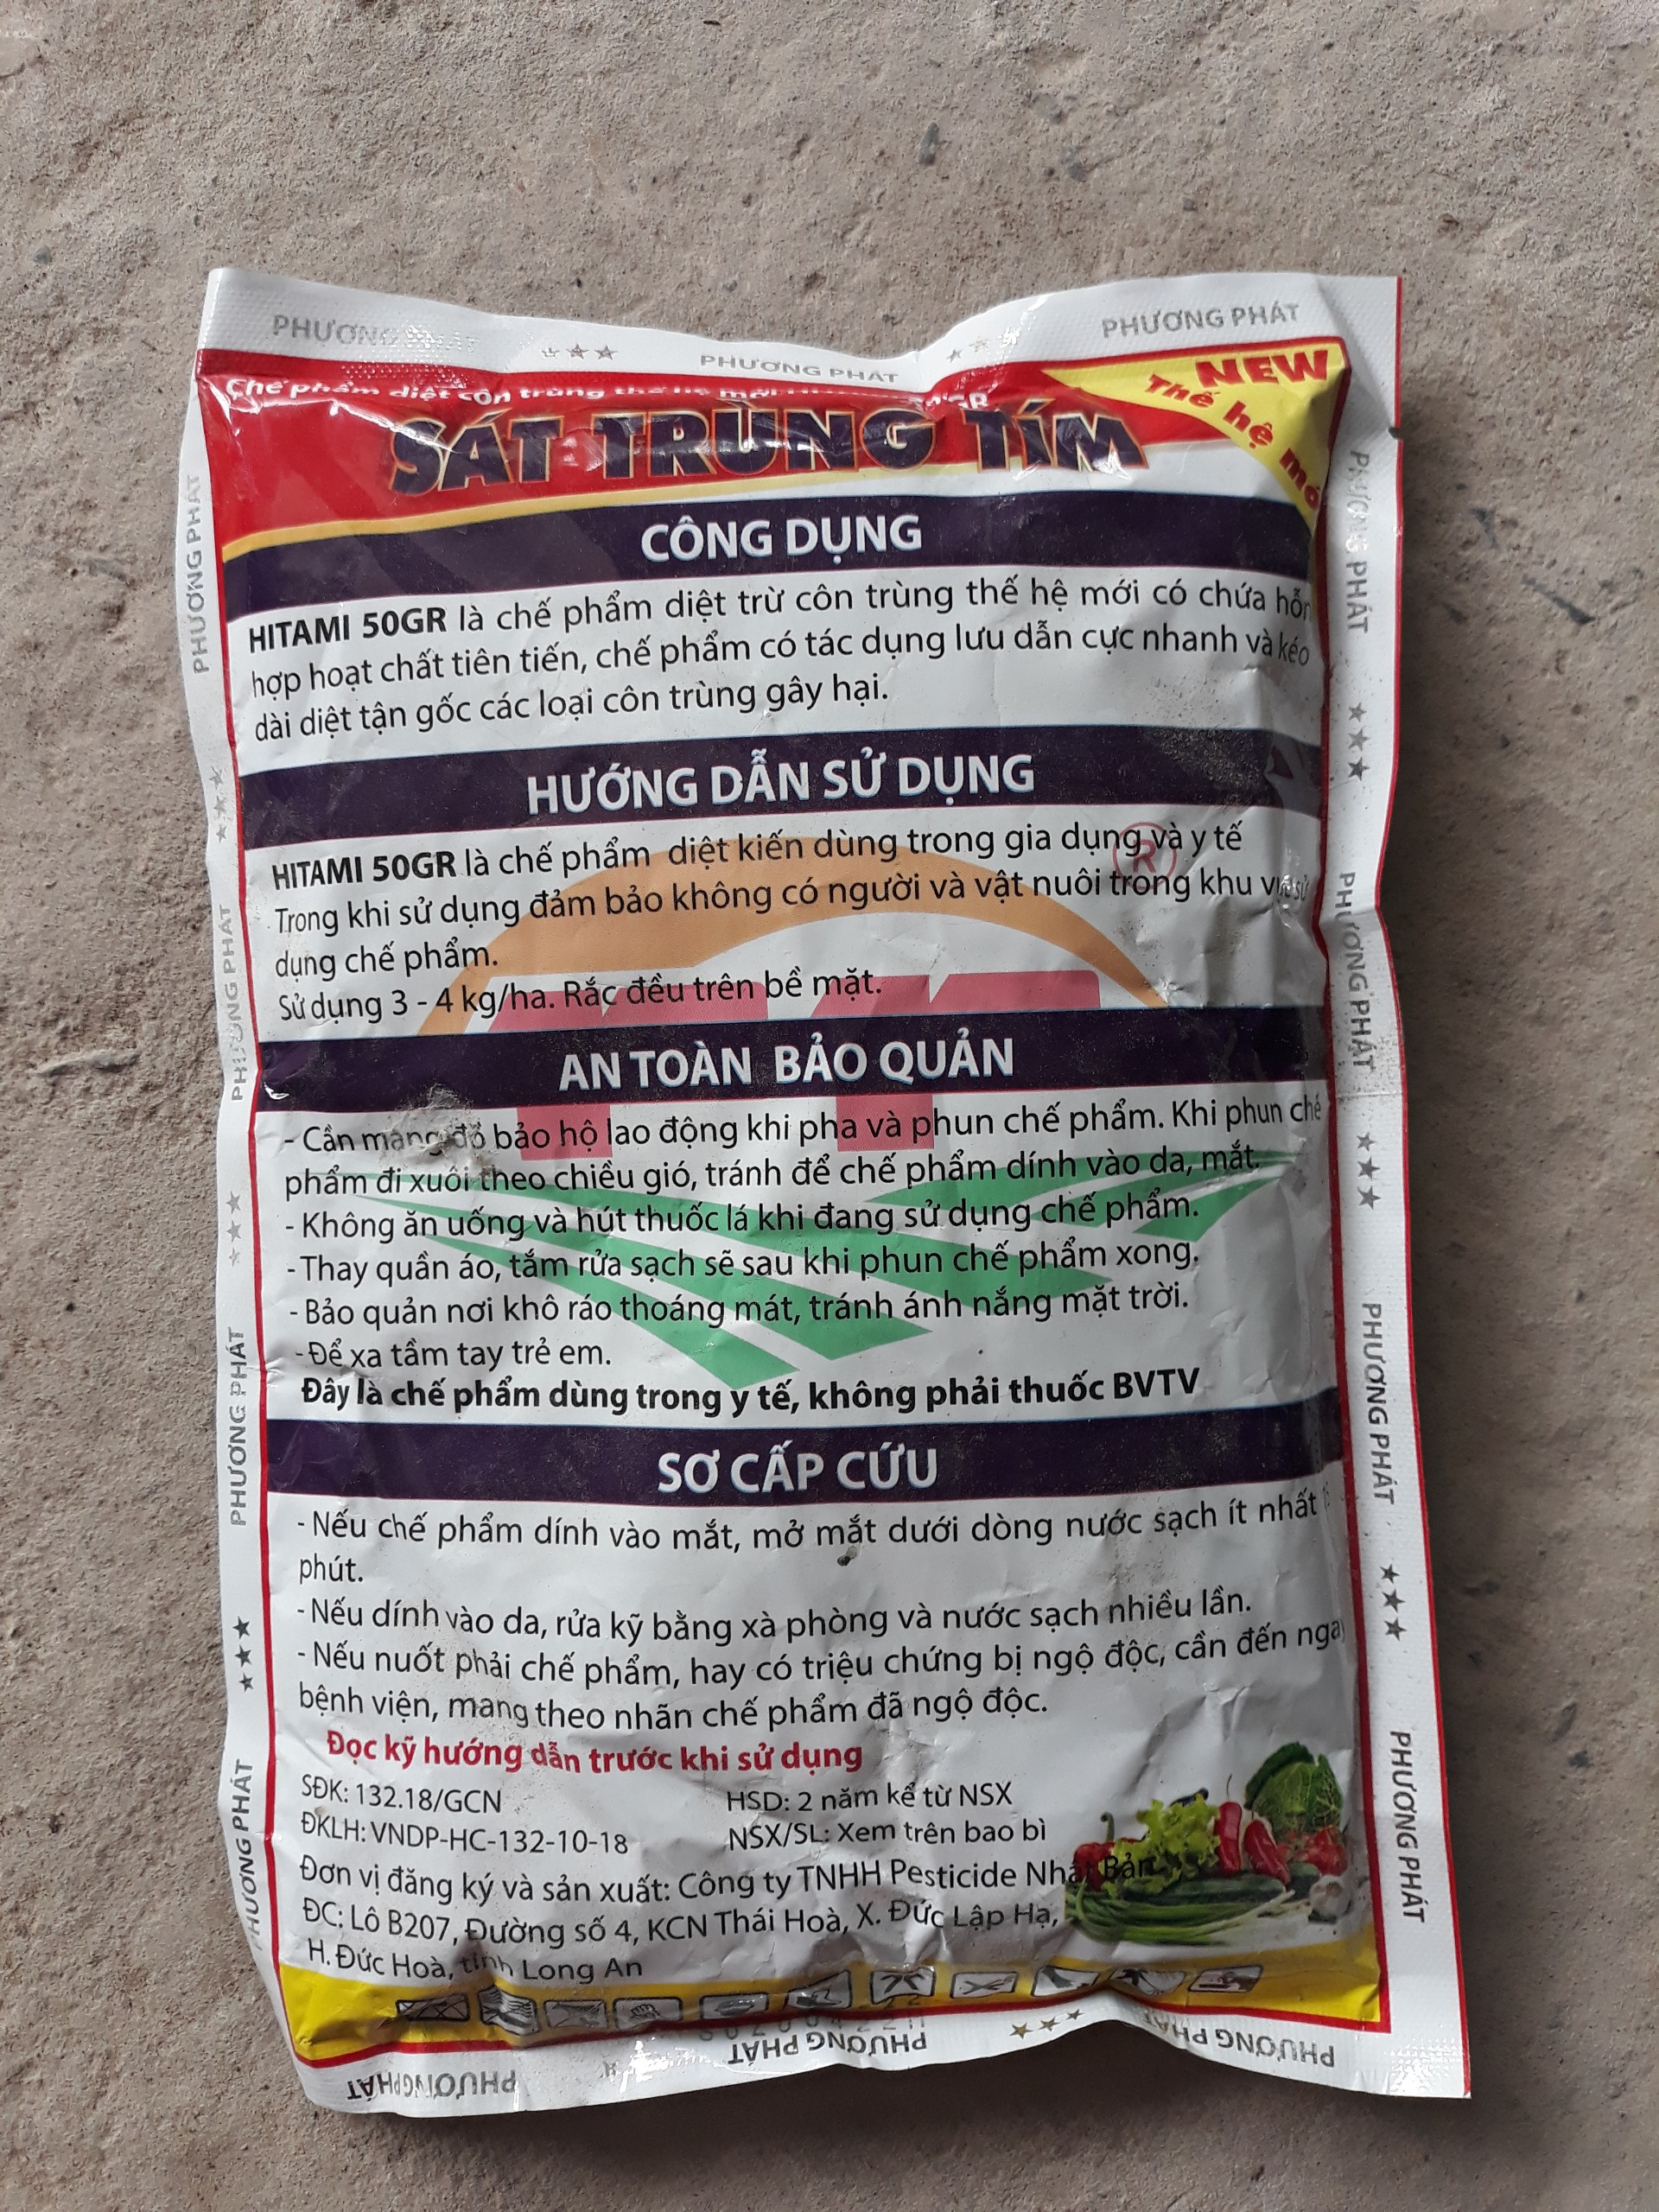 PHƯƠNG PHÁT
PHƯƠNG PHÁT
PHƯƠNG PHÁT
Chế phẩm diệt côn trùng thế hệ mới
SÁT TRÙNG TÍM
NEW
Thế hệ mới
CÔNG DỤNG
HITAMI 50GR là chế phẩm diệt trừ côn trùng thế hệ mới có chứa hỗn
hợp hoạt chất tiên tiến, chế phẩm có tác dụng lưu dẫn cực nhanh và kéo
dài diệt tận gốc các loại côn trùng gây hại.
HƯỚNG DẪN SỬ DỤNG
HITAMI 50GR là chế phẩm diệt kiến dùng trong gia dụng và y tế
Trong khi sử dụng đảm bảo không có người và vật nuôi trong khu vực sử
dụng chế phẩm.
Sử dụng 3 - 4 kg/ha. Rắc đều trên bề mặt.
®
AN TOÀN BẢO QUẢN
- Cần mang đồ bảo hộ lao động khi pha và phun chế phẩm. Khi phun chế
phẩm đi xuôi theo chiều gió, tránh để chế phẩm dính vào da, mắt.
- Không ăn uống và hút thuốc lá khi đang sử dụng chế phẩm.
- Thay quần áo, tắm rửa sạch sẽ sau khi phun chế phẩm xong.
- Bảo quản nơi khô ráo thoáng mát, tránh ánh nắng mặt trời.
- Để xa tầm tay trẻ em.
Đây là chế phẩm dùng trong y tế, không phải thuốc BVTV
SƠ CẤP CỨU
- Nếu chế phẩm dính vào mắt, mở mắt dưới dòng nước sạch ít nhất
phút.
- Nếu dính vào da, rửa kỹ bằng xà phòng và nước sạch nhiều lần.
- Nếu nuốt phải chế phẩm, hay có triệu chứng bị ngộ độc, cần đến ngay
bệnh viện, mang theo nhãn chế phẩm đã ngộ độc.
Đọc kỹ hướng dẫn trước khi sử dụng
SĐK: 132.18/GCN
HSD: 2 năm kể từ NSX
ĐKLH: VNDP-HC-132-10-18
NSX/SL: Xem trên bao bì
Đơn vị đăng ký và sản xuất: Công ty TNHH Pesticide Nhật Bản
ĐC: Lô B207, Đường số 4, KCN Thái Hoà, X. Đức Lập Hạ,
H. Đức Hoà, tỉnh Long An
PHƯƠNG PHÁT
PHƯƠNG PHÁT
PHƯƠNG PHÁT
PHƯƠNG PHÁT
PHƯƠNG PHÁT
PHƯƠNG PHÁT
PHƯƠNG PHÁT
PHƯƠNG PHÁT
PHƯƠNG PHÁT
PHƯƠNG PHÁT
PHƯƠNG PHÁT